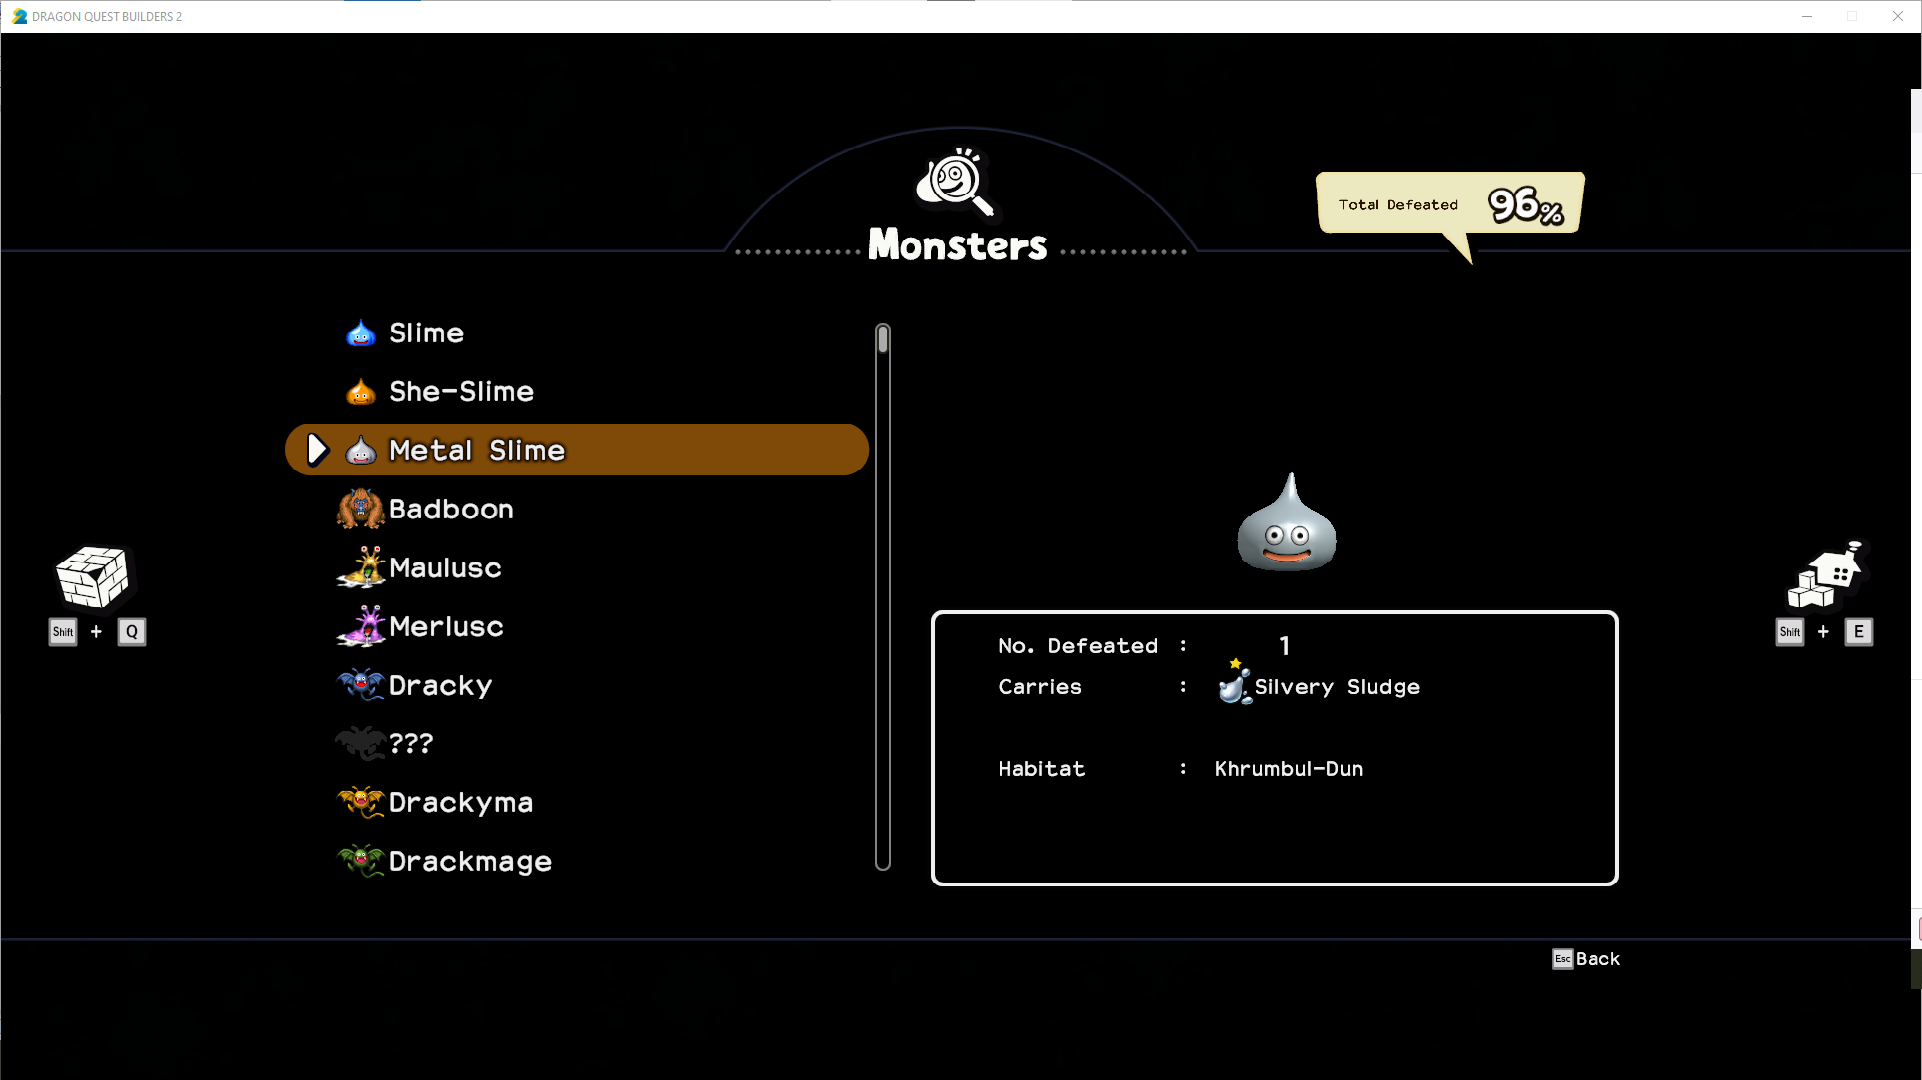 DRAGON QUEST BUILDERS 2
Total Defeated 96%
Monsters
Slime
She-Slime
Metal Slime
Badboon
Maulusc
Merlusc
Dracky
???
Drackyma
Drackmage
Shift + Q
Shift + E
No. Defeated : 1
Carries : Silvery Sludge
Habitat : Khrumbul-Dun
Esc Back